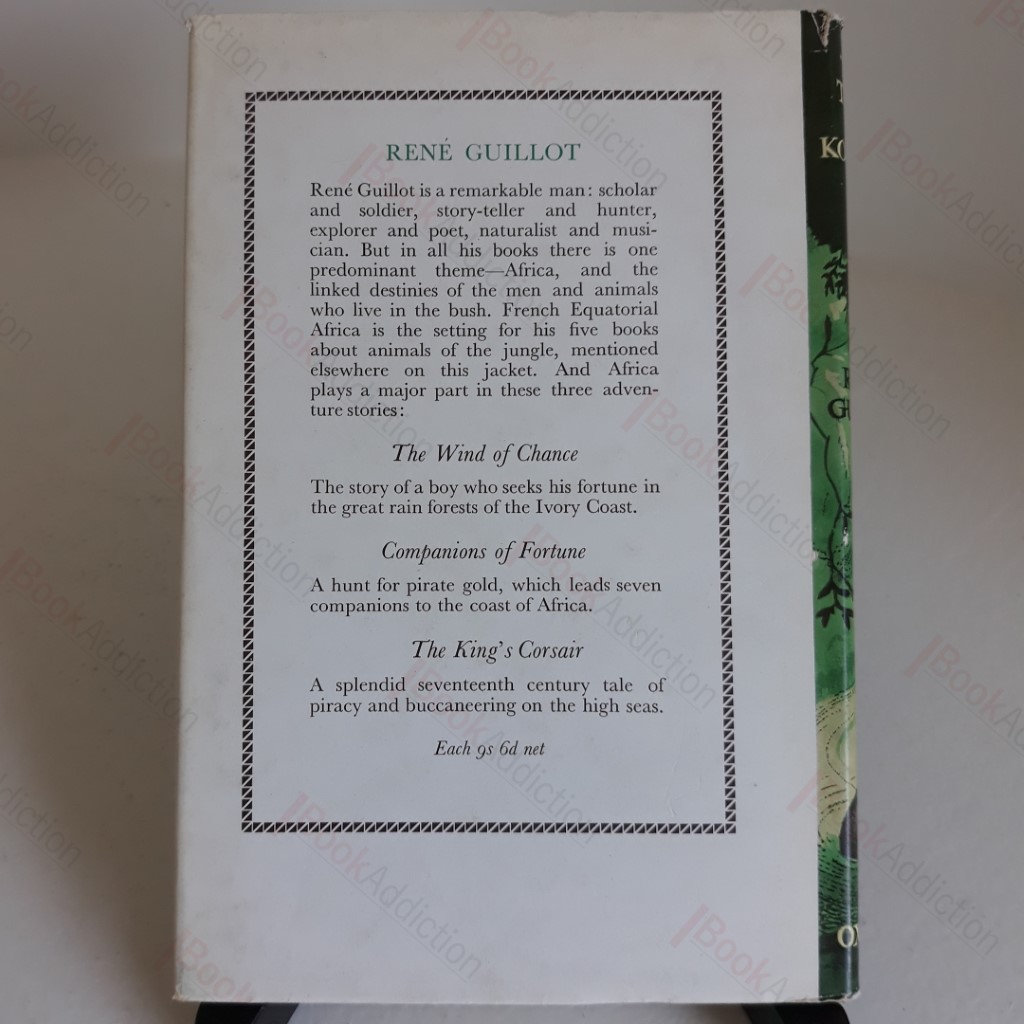 RENÉ GUILLOT
René Guillot is a remarkable man: scholar
and soldier, story-teller and hunter,
explorer and poet, naturalist and musi-
cian. But in all his books there is one
predominant theme—Africa, and the
linked destinies of the men and animals
who live in the bush. French Equatorial
Africa is the setting for his five books
about animals of the jungle, mentioned
elsewhere on this jacket. And Africa
plays a major part in these three adven-
ture stories:
The Wind of Chance
The story of a boy who seeks his fortune in
the great rain forests of the Ivory Coast.
Companions of Fortune
A hunt for pirate gold, which leads seven
companions to the coast of Africa.
The King's Corsair
A splendid seventeenth century tale of
piracy and buccaneering on the high seas.
Each 9s 6d net
BookAddiction